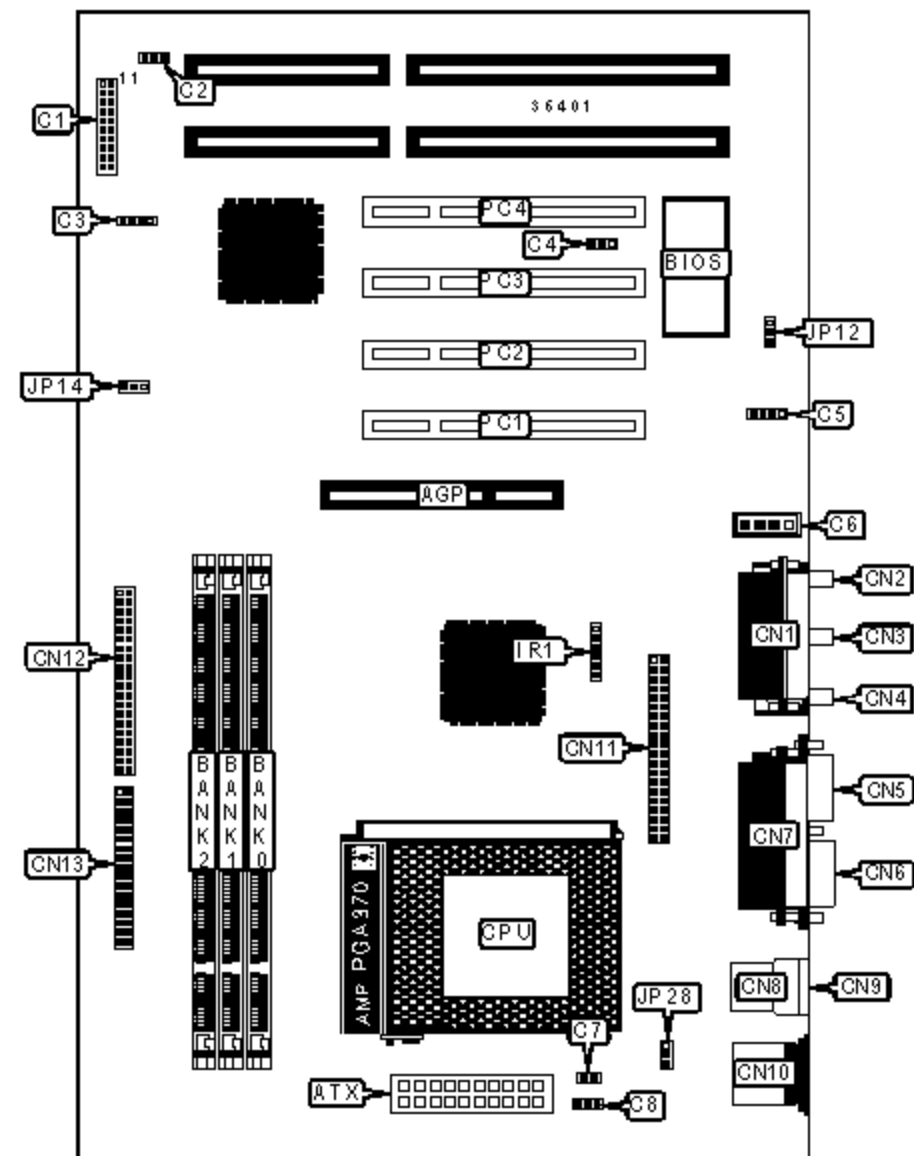 11
C2
C1
36401
C3
PC4
C4
BIOS
PC3
JP12
PC2
JP14
C5
PC1
AGP
C6
CN2
CN1
CN3
IR1
CN12
CN4
CN11
BANK2
BANK1
BANK0
CN5
CN7
CN13
CN6
AMP PGA370
CPU
CN8
CN9
JP28
C7
CN10
ATX
C8